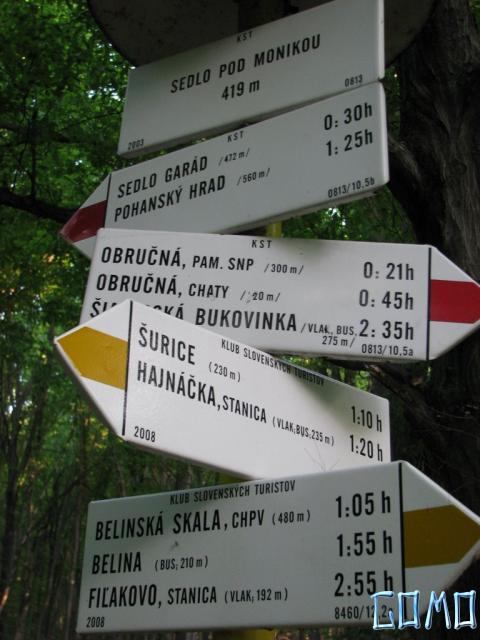 KST
SEDLO POD MONIKOU
419 m
2003 0813
KST
SEDLO GARÁD /472 m/ 0:30h
POHANSKÝ HRAD /560 m/ 1:25h
0813/10.5b
KST
OBRUČNÁ, PAM. SNP /300 m/ 0:21h
OBRUČNÁ, CHATY 0:45h
BUKOVINKA /VLAK, BUS. 2:35h
275 m/ 0813/10.5a
KLUB SLOVENSKÝCH TURISTOV
ŠURICE (230 m) 1:10 h
HAJNÁČKA, STANICA (VLAK,BUS,235 m) 1:20 h
2008
KLUB SLOVENSKÝCH TURISTOV
BELINSKÁ SKALA, CHPV (480 m) 1:05 h
BELINA (BUS, 210 m) 1:55 h
FIĽAKOVO, STANICA (VLAK, 192 m) 2:55 h
2008
GOMO